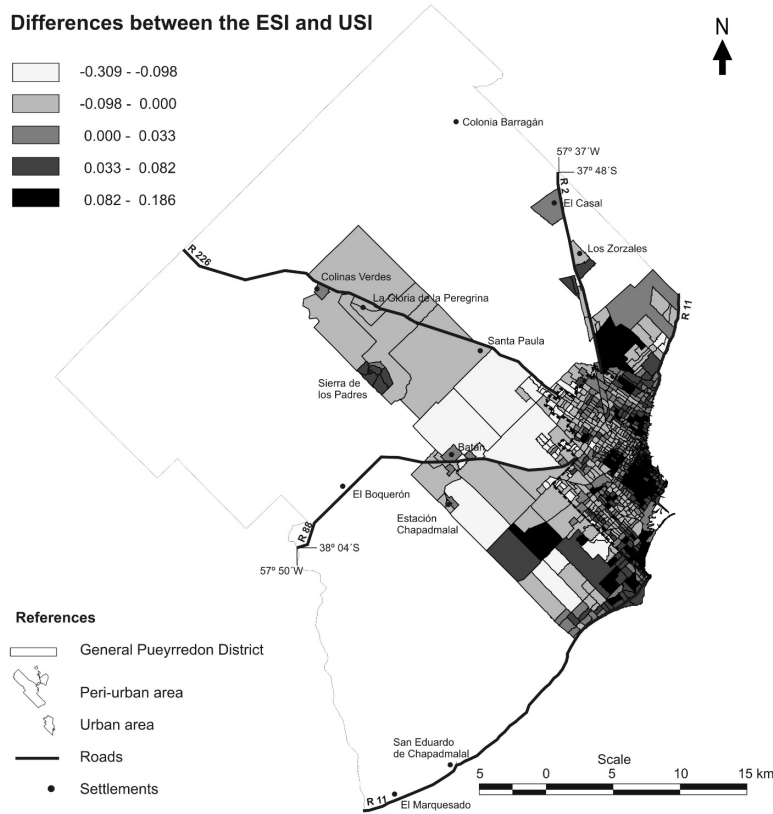 Differences between the ESI and USI
-0.309 - -0.098
-0.098 - 0.000
0.000 - 0.033
0.033 - 0.082
0.082 - 0.186
N
Colonia Barragán
57º 37´W
37º 48´S
R 2
El Casal
Los Zorzales
R 226
Colinas Verdes
La Gloria de la Peregrina
R 11
Santa Paula
Sierra de
los Padres
Batán
El Boquerón
Estación
Chapadmalal
R 88
38º 04´S
57º 50´W
References
General Pueyrredon District
Peri-urban area
Urban area
Roads
Settlements
San Eduardo
de Chapadmalal
R 11
El Marquesado
Scale
5 0 5 10 15 km